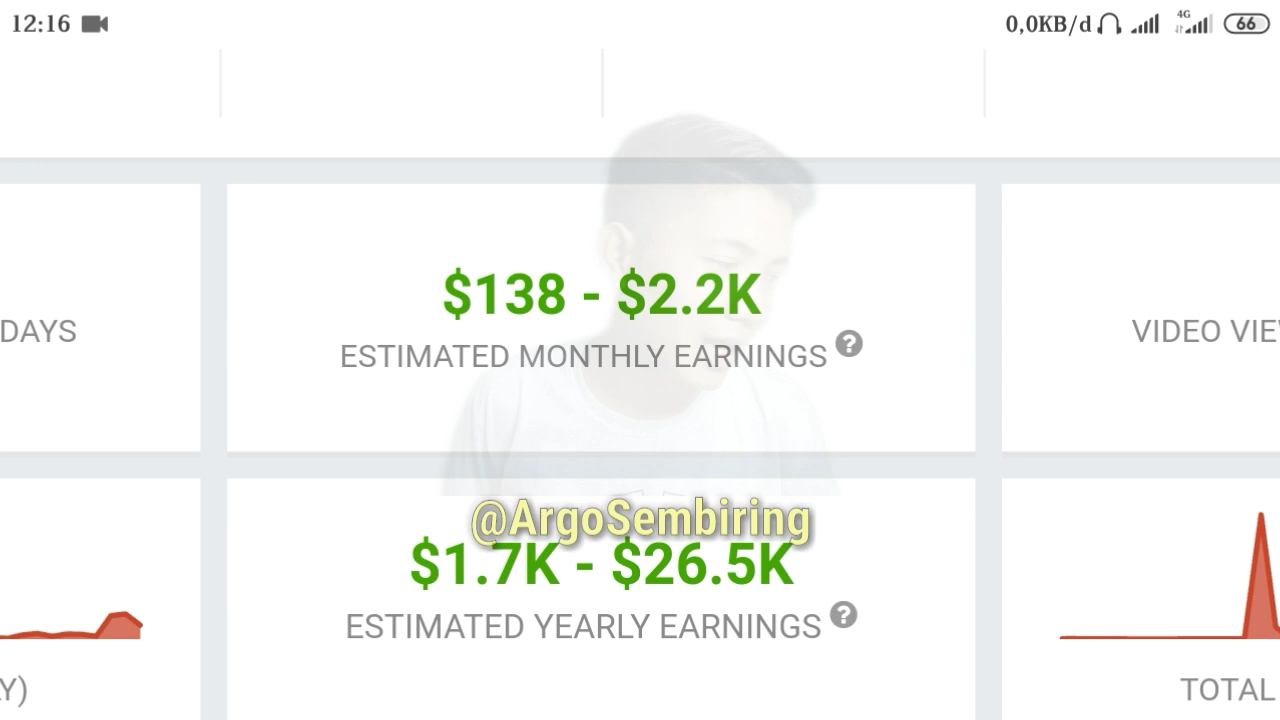 12:16
0,0KB/d
4G
66
$138 - $2.2K
ESTIMATED MONTHLY EARNINGS ?
DAYS
VIDEO VIE
@ArgoSembiring
$1.7K - $26.5K
ESTIMATED YEARLY EARNINGS ?
Y)
TOTAL